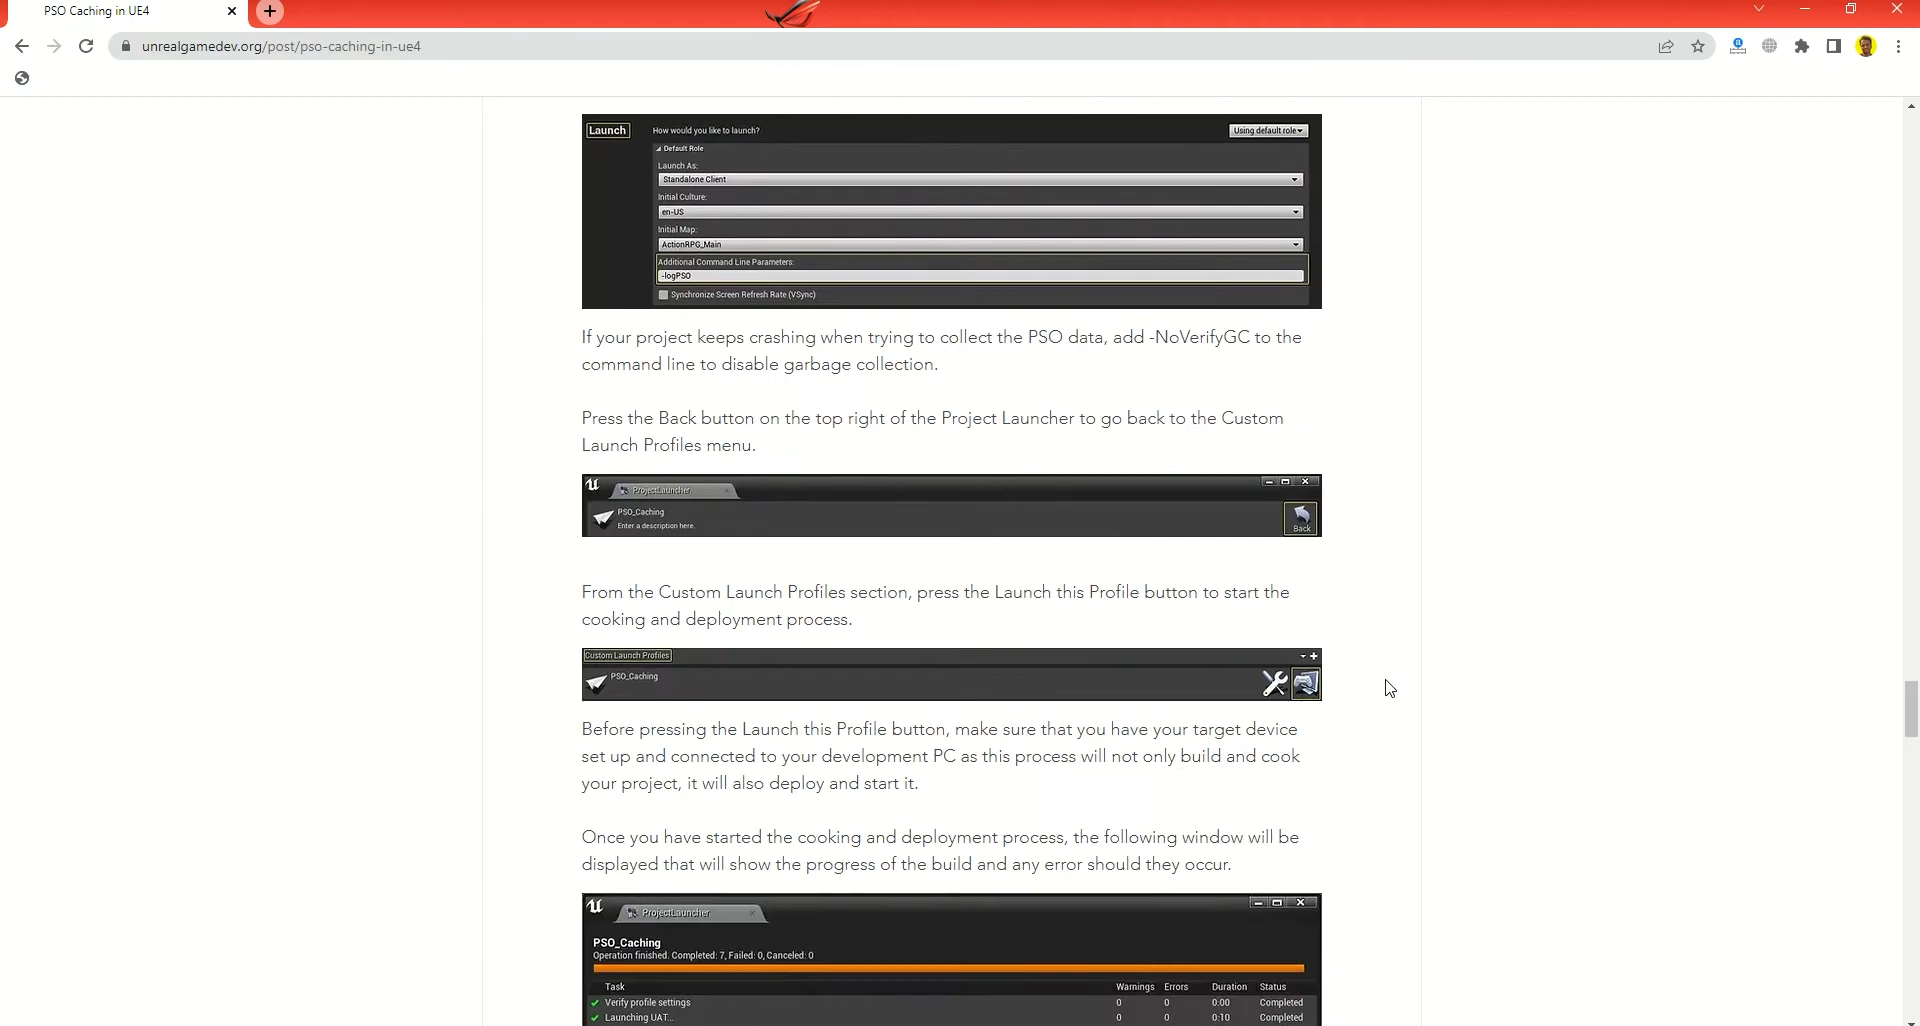 PSO Caching in UE4
unrealgamedev.org/post/pso-caching-in-ue4
Launch
How would you like to launch?
Using default role
Default Role
Launch As:
Standalone Client
Initial Culture:
en-US
Initial Map:
ActionRPG_Main
Additional Command Line Parameters:
-logPSO
Synchronize Screen Refresh Rate (VSync)
If your project keeps crashing when trying to collect the PSO data, add -NoVerifyGC to the
command line to disable garbage collection.
Press the Back button on the top right of the Project Launcher to go back to the Custom
Launch Profiles menu.
ProjectLauncher
PSO_Caching
Enter a description here.
Back
From the Custom Launch Profiles section, press the Launch this Profile button to start the
cooking and deployment process.
Custom Launch Profiles
PSO_Caching
Before pressing the Launch this Profile button, make sure that you have your target device
set up and connected to your development PC as this process will not only build and cook
your project, it will also deploy and start it.
Once you have started the cooking and deployment process, the following window will be
displayed that will show the progress of the build and any error should they occur.
ProjectLauncher
PSO_Caching
Operation finished. Completed: 7, Failed: 0, Canceled: 0
Task Warnings Errors Duration Status
Verify profile settings 0 0 0:00 Completed
Launching UAT... 0 0 0:10 Completed